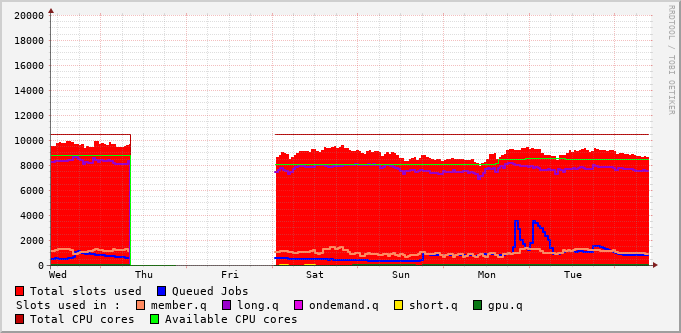 20000
18000
16000
14000
12000
10000
8000
6000
4000
2000
0
Wed Thu Fri Sat Sun Mon Tue
RRDTOOL / TOBI OETIKER
Total slots used Queued Jobs
Slots used in : member.q long.q ondemand.q short.q gpu.q
Total CPU cores Available CPU cores